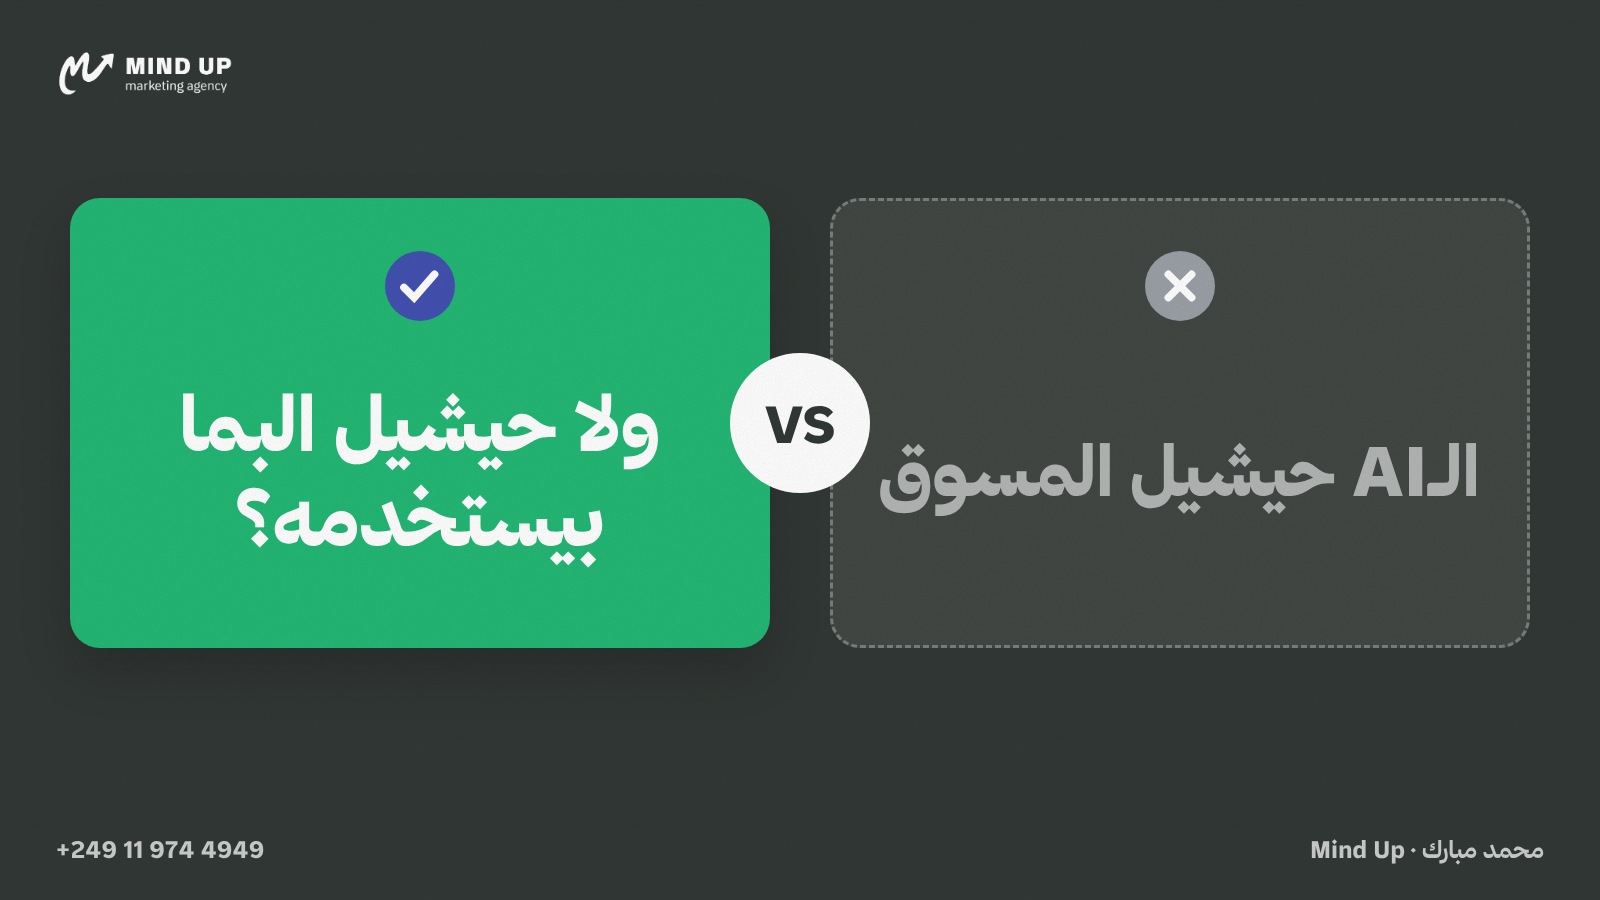 MIND UP
marketing agency
الـAI حيشيل المسوق
VS
ولا حيشيل البما
بيستخدمه؟
+249 11 974 4949
محمد مبارك · Mind Up